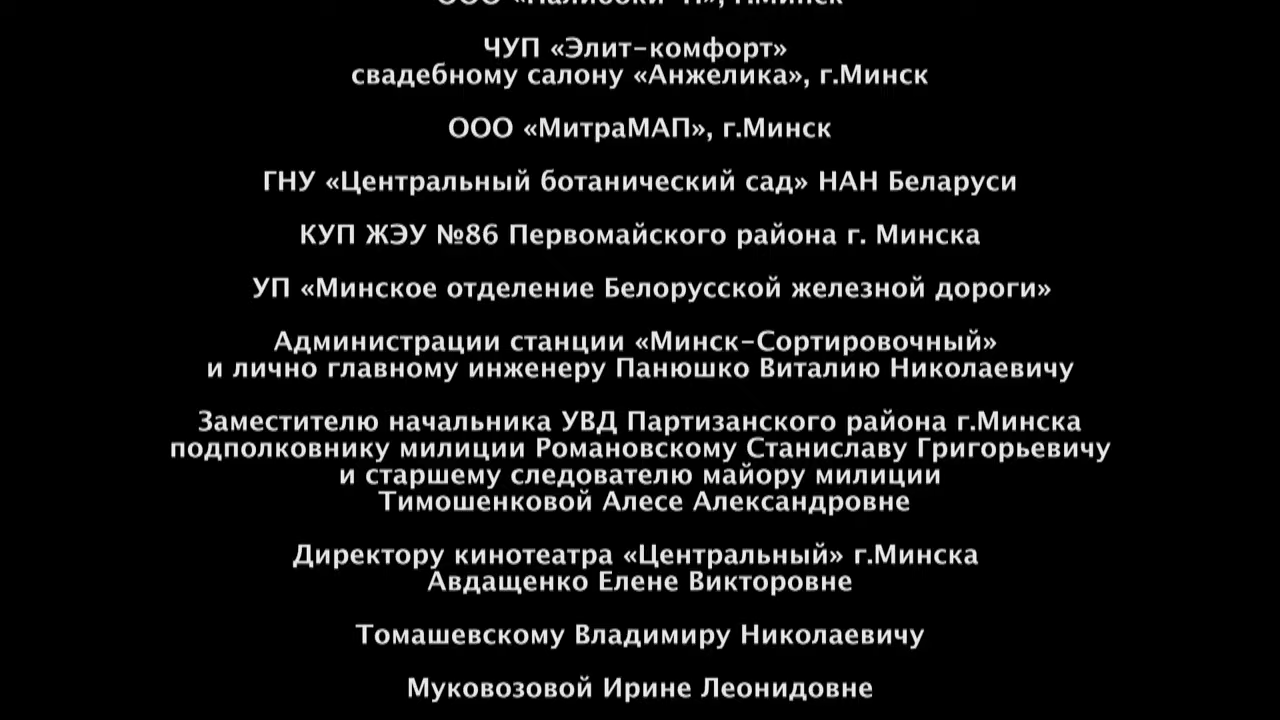 ЧУП «Элит-комфорт»
свадебному салону «Анжелика», г.Минск
ООО «МитраМАП», г.Минск
ГНУ «Центральный ботанический сад» НАН Беларуси
КУП ЖЭУ №86 Первомайского района г. Минска
УП «Минское отделение Белорусской железной дороги»
Администрации станции «Минск-Сортировочный»
и лично главному инженеру Панюшко Виталию Николаевичу
Заместителю начальника УВД Партизанского района г.Минска
подполковнику милиции Романовскому Станиславу Григорьевичу
и старшему следователю майору милиции
Тимошенковой Алесе Александровне
Директору кинотеатра «Центральный» г.Минска
Авдащенко Елене Викторовне
Томашевскому Владимиру Николаевичу
Муковозовой Ирине Леонидовне